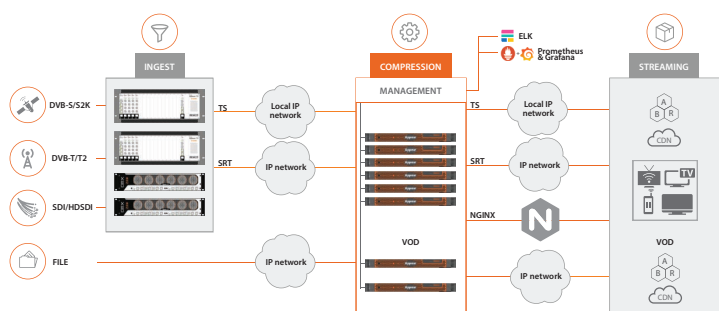 INGEST
COMPRESSION
STREAMING
ELK
Prometheus
& Grafana
MANAGEMENT
DVB-S/S2K
DVB-T/T2
SDI/HDSDI
FILE
TS
SRT
Local IP
network
IP network
IP network
VOD
TS
SRT
NGINX
Local IP
network
IP network
N
IP network
A
B R
CDN
TV
VOD
A
B R
CDN